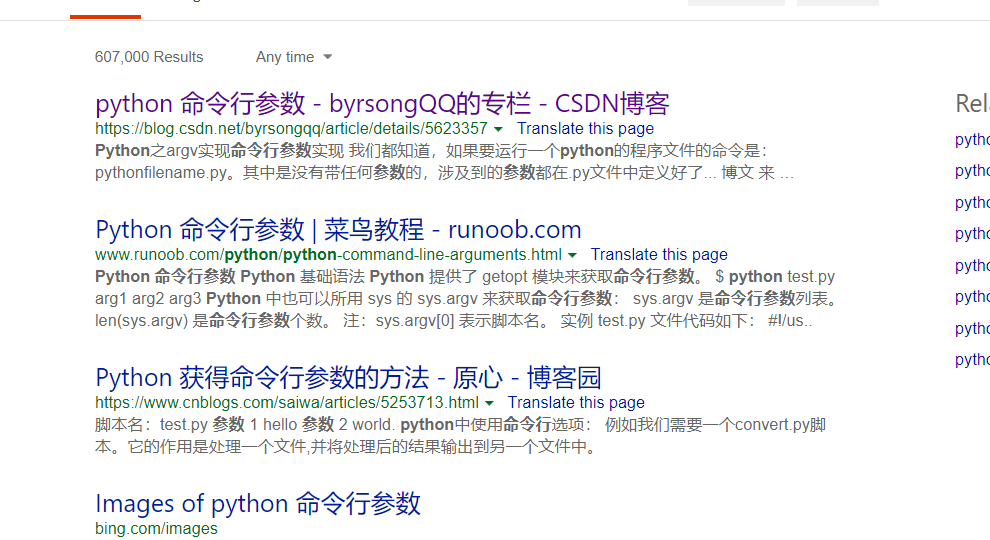 607,000 Results Any time
Rel
python 命令行参数 - byrsongQQ的专栏 - CSDN博客
https://blog.csdn.net/byrsongqq/article/details/5623357 Translate this page
Python之argv实现命令行参数实现 我们都知道，如果要运行一个python的程序文件的命令是：
pythonfilename.py。其中是没有带任何参数的，涉及到的参数都在.py文件中定义好了... 博文 来 …
Python 命令行参数 | 菜鸟教程 - runoob.com
www.runoob.com/python/python-command-line-arguments.html Translate this page
Python 命令行参数 Python 基础语法 Python 提供了 getopt 模块来获取命令行参数。 $ python test.py
arg1 arg2 arg3 Python 中也可以所用 sys 的 sys.argv 来获取命令行参数： sys.argv 是命令行参数列表。
len(sys.argv) 是命令行参数个数。 注：sys.argv[0] 表示脚本名。 实例 test.py 文件代码如下： #!/us..
Python 获得命令行参数的方法 - 原心 - 博客园
https://www.cnblogs.com/saiwa/articles/5253713.html Translate this page
脚本名：test.py 参数 1 hello 参数 2 world. python中使用命令行选项： 例如我们需要一个convert.py脚
本。它的作用是处理一个文件,并将处理后的结果输出到另一个文件中。
Images of python 命令行参数
bing.com/images
pytho
pytho
pytho
pytho
pytho
pytho
pytho
pytho